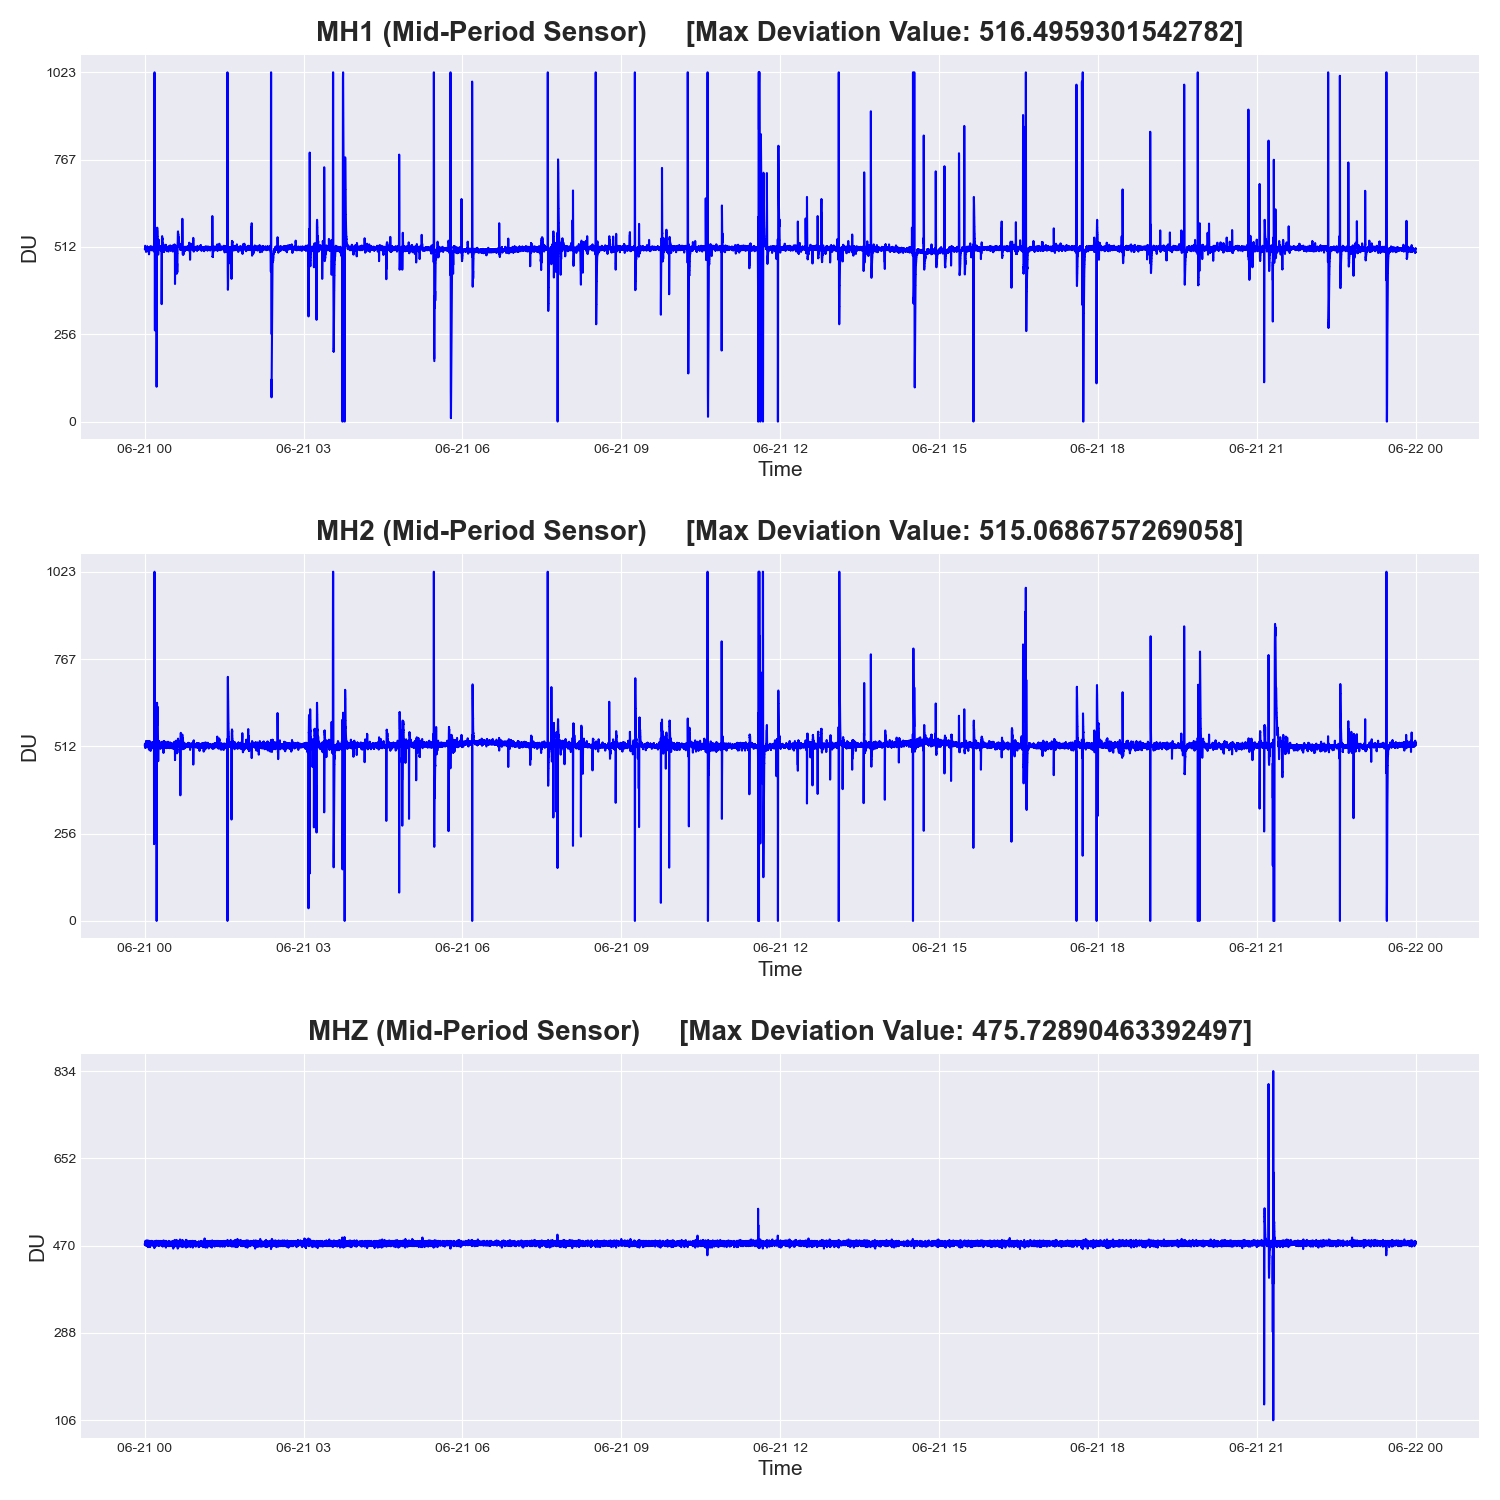 MH1 (Mid-Period Sensor) [Max Deviation Value: 516.4959301542782]
1023
767
512
256
0
DU
06-21 00 06-21 03 06-21 06 06-21 09 06-21 12 06-21 15 06-21 18 06-21 21 06-22 00
Time
MH2 (Mid-Period Sensor) [Max Deviation Value: 515.0686757269058]
1023
767
512
256
0
DU
06-21 00 06-21 03 06-21 06 06-21 09 06-21 12 06-21 15 06-21 18 06-21 21 06-22 00
Time
MHZ (Mid-Period Sensor) [Max Deviation Value: 475.72890463392497]
834
652
470
288
106
DU
06-21 00 06-21 03 06-21 06 06-21 09 06-21 12 06-21 15 06-21 18 06-21 21 06-22 00
Time